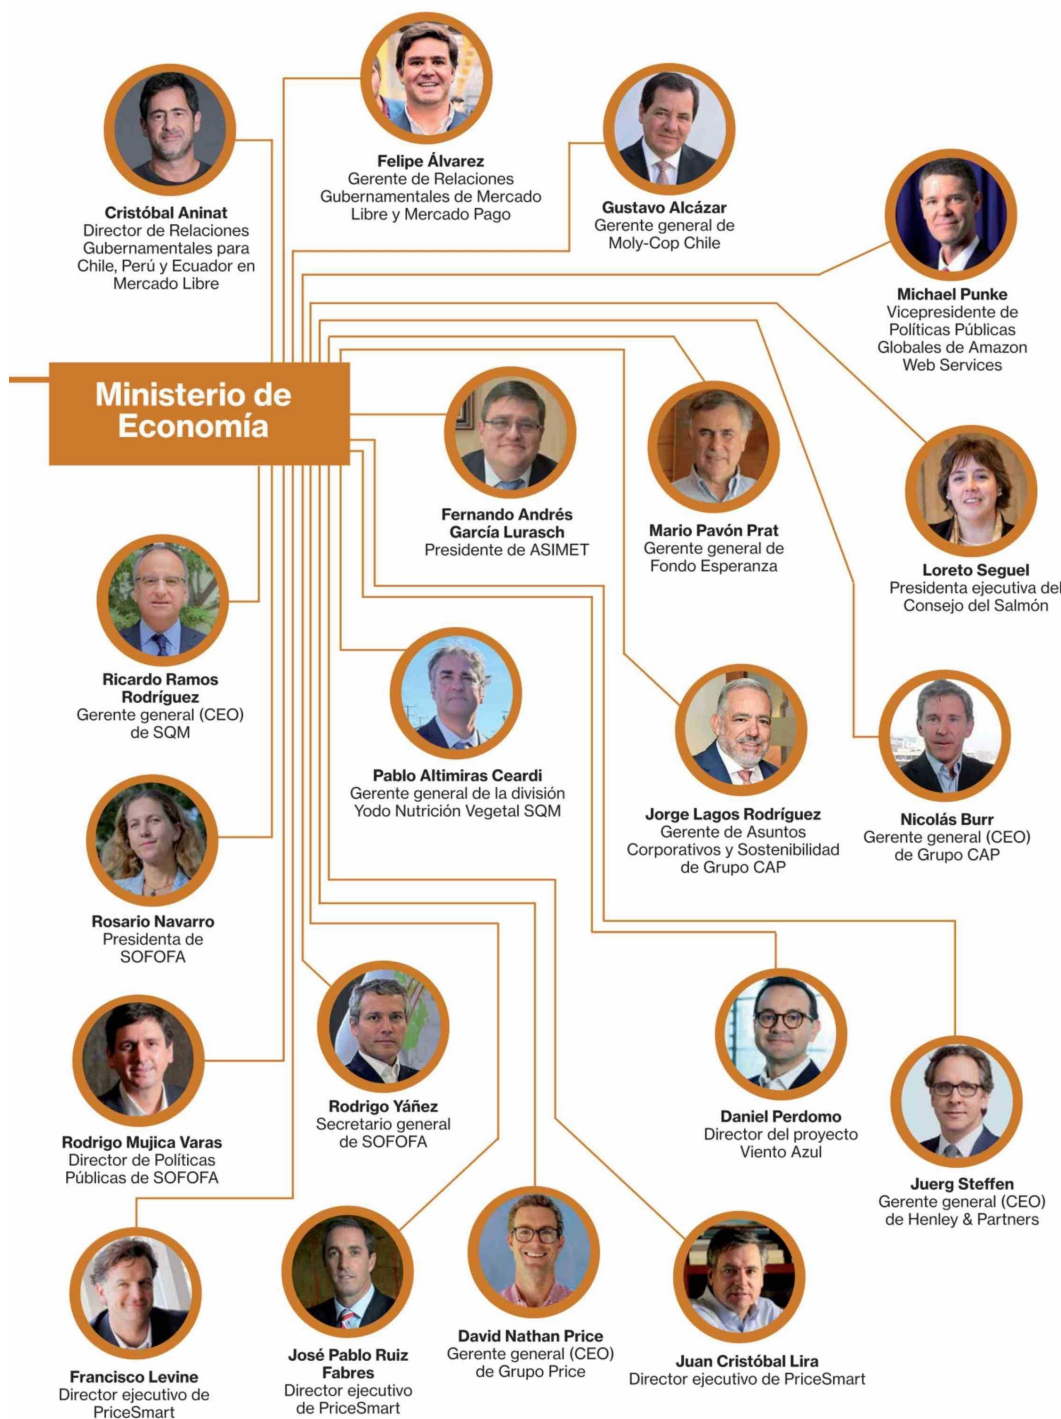 Felipe Álvarez
Gerente de Relaciones
Gubernamentales de Mercado
Libre y Mercado Pago
Cristóbal Aninat
Director de Relaciones
Gubernamentales para
Chile, Perú y Ecuador en
Mercado Libre
Gustavo Alcázar
Gerente general de
Moly-Cop Chile
Michael Punke
Vicepresidente de
Políticas Públicas
Globales de Amazon
Web Services
Ministerio de
Economía
Fernando Andrés
García Lurasch
Presidente de ASIMET
Mario Pavón Prat
Gerente general de
Fondo Esperanza
Loreto Seguel
Presidenta ejecutiva del
Consejo del Salmón
Ricardo Ramos
Rodríguez
Gerente general (CEO)
de SQM
Pablo Altimiras Ceardi
Gerente general de la división
Yodo Nutrición Vegetal SQM
Jorge Lagos Rodríguez
Gerente de Asuntos
Corporativos y Sostenibilidad
de Grupo CAP
Nicolás Burr
Gerente general (CEO)
de Grupo CAP
Rosario Navarro
Presidenta de
SOFOFA
Rodrigo Mujica Varas
Director de Políticas
Públicas de SOFOFA
Rodrigo Yáñez
Secretario general
de SOFOFA
Daniel Perdomo
Director del proyecto
Viento Azul
Juerg Steffen
Gerente general (CEO)
de Henley & Partners
Francisco Levine
Director ejecutivo de
PriceSmart
José Pablo Ruiz
Fabres
Director ejecutivo
de PriceSmart
David Nathan Price
Gerente general (CEO)
de Grupo Price
Juan Cristóbal Lira
Director ejecutivo de PriceSmart